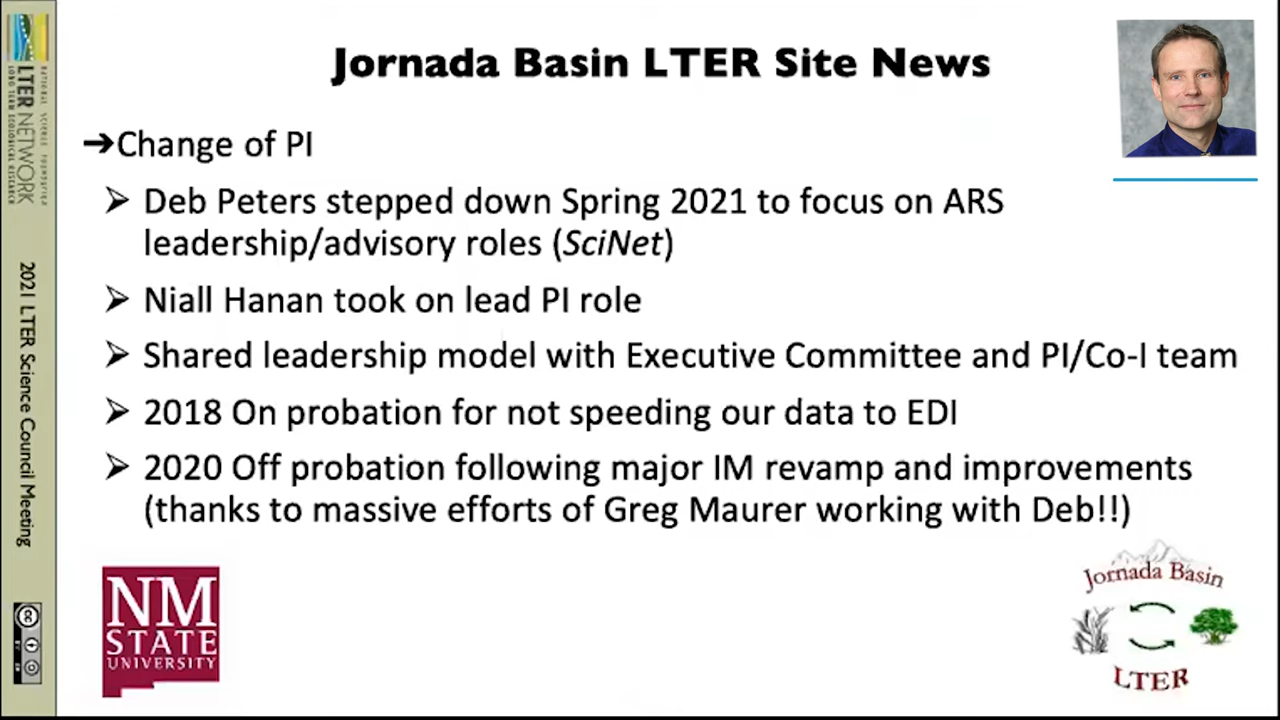 Jornada Basin LTER Site News
➔Change of PI
➢ Deb Peters stepped down Spring 2021 to focus on ARS
leadership/advisory roles (SciNet)
➢ Niall Hanan took on lead PI role
➢ Shared leadership model with Executive Committee and PI/Co-I team
➢ 2018 On probation for not speeding our data to EDI
➢ 2020 Off probation following major IM revamp and improvements
(thanks to massive efforts of Greg Maurer working with Deb!!)
NATIONAL SCIENCE FOUNDATION
LTER NETWORK
LONG TERM ECOLOGICAL RESEARCH
2021 LTER Science Council Meeting
cc
NM
STATE
UNIVERSITY
Jornada Basin
LTER